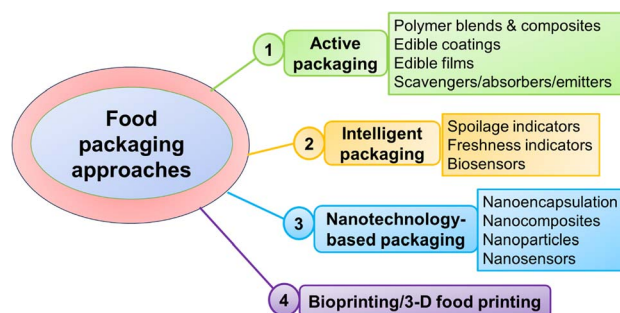 Food
packaging
approaches
1
Active
packaging
Polymer blends & composites
Edible coatings
Edible films
Scavengers/absorbers/emitters
2
Intelligent
packaging
Spoilage indicators
Freshness indicators
Biosensors
3
Nanotechnology-
based packaging
Nanoencapsulation
Nanocomposites
Nanoparticles
Nanosensors
4
Bioprinting/3-D food printing